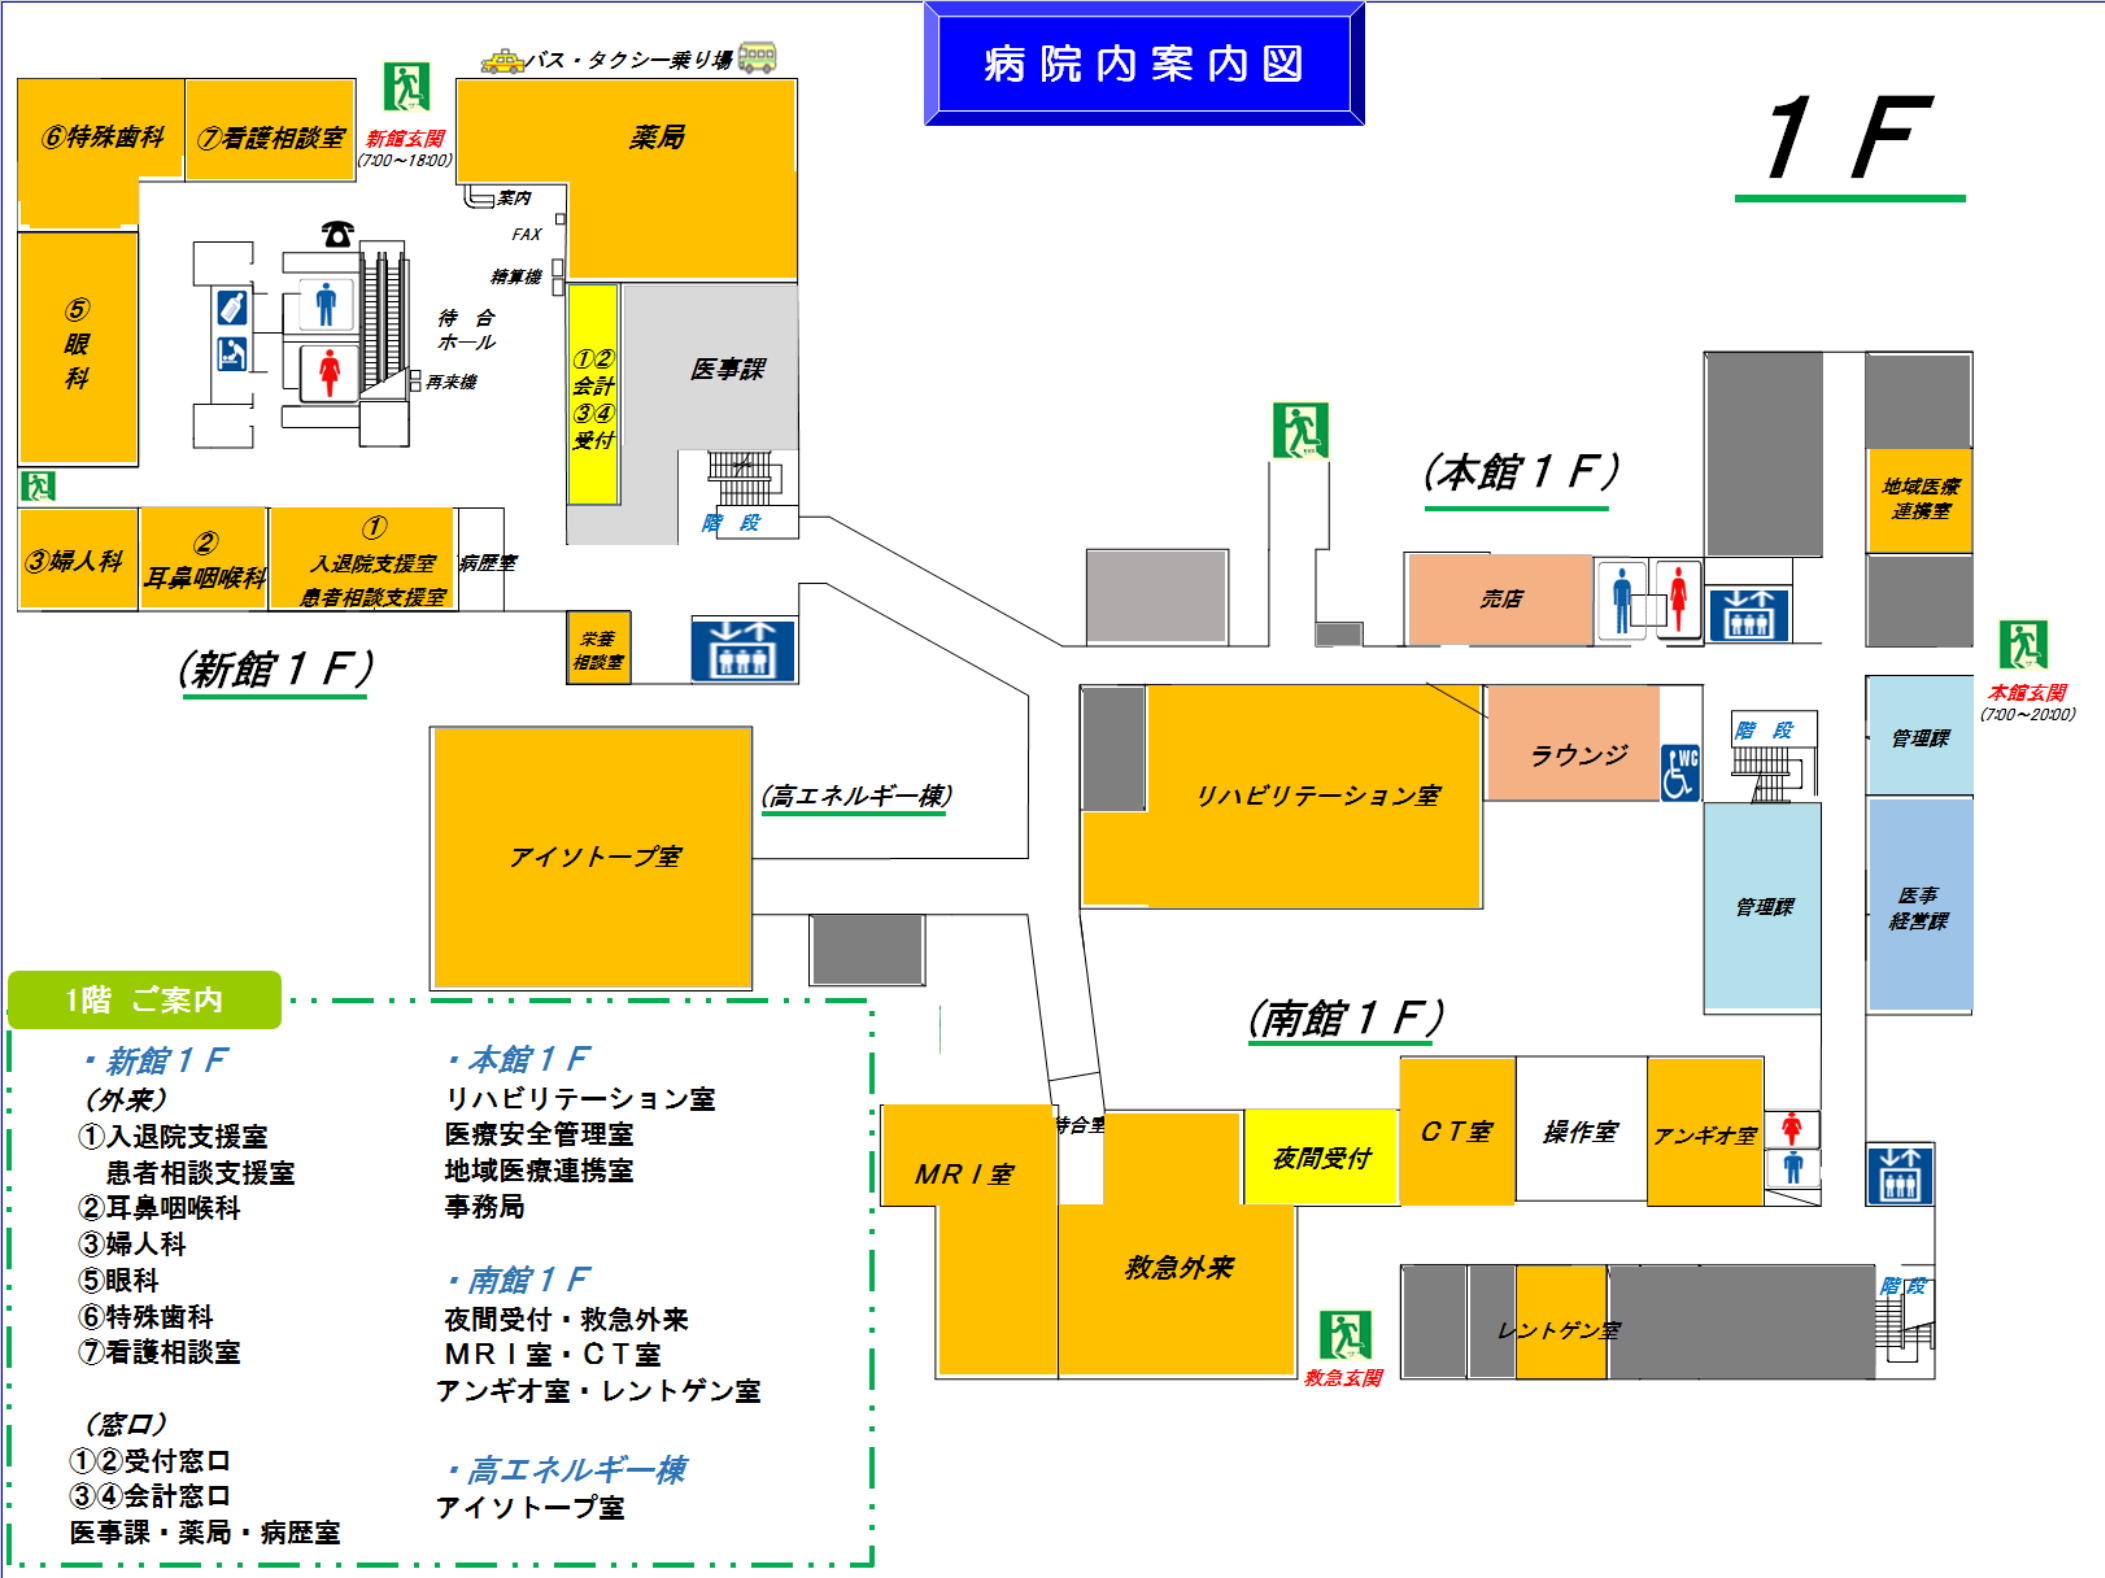 病院内案内図
1F
バス・タクシー乗り場
⑥特殊歯科
⑦看護相談室
新館玄関
(7:00～18:00)
薬局
案内
FAX
精算機
待 合
ホール
再来機
⑤
眼
科
①②
会計
③④
受付
医事課
階 段
③婦人科
②
耳鼻咽喉科
①
入退院支援室
患者相談支援室
病歴室
栄養
相談室
(新館１Ｆ)
(本館１Ｆ)
地域医療
連携室
売店
本館玄関
(7:00～20:00)
階 段
管理課
ラウンジ
WC
リハビリテーション室
(高エネルギー棟)
アイソトープ室
管理課
医事
経営課
(南館１Ｆ)
待合室
ＭＲＩ室
夜間受付
ＣＴ室
操作室
アンギオ室
救急外来
階段
レントゲン室
救急玄関
1階 ご案内
・新館１Ｆ
（外来）
①入退院支援室
患者相談支援室
②耳鼻咽喉科
③婦人科
⑤眼科
⑥特殊歯科
⑦看護相談室
（窓口）
①②受付窓口
③④会計窓口
医事課・薬局・病歴室
・本館１Ｆ
リハビリテーション室
医療安全管理室
地域医療連携室
事務局
・南館１Ｆ
夜間受付・救急外来
ＭＲＩ室・ＣＴ室
アンギオ室・レントゲン室
・高エネルギー棟
アイソトープ室